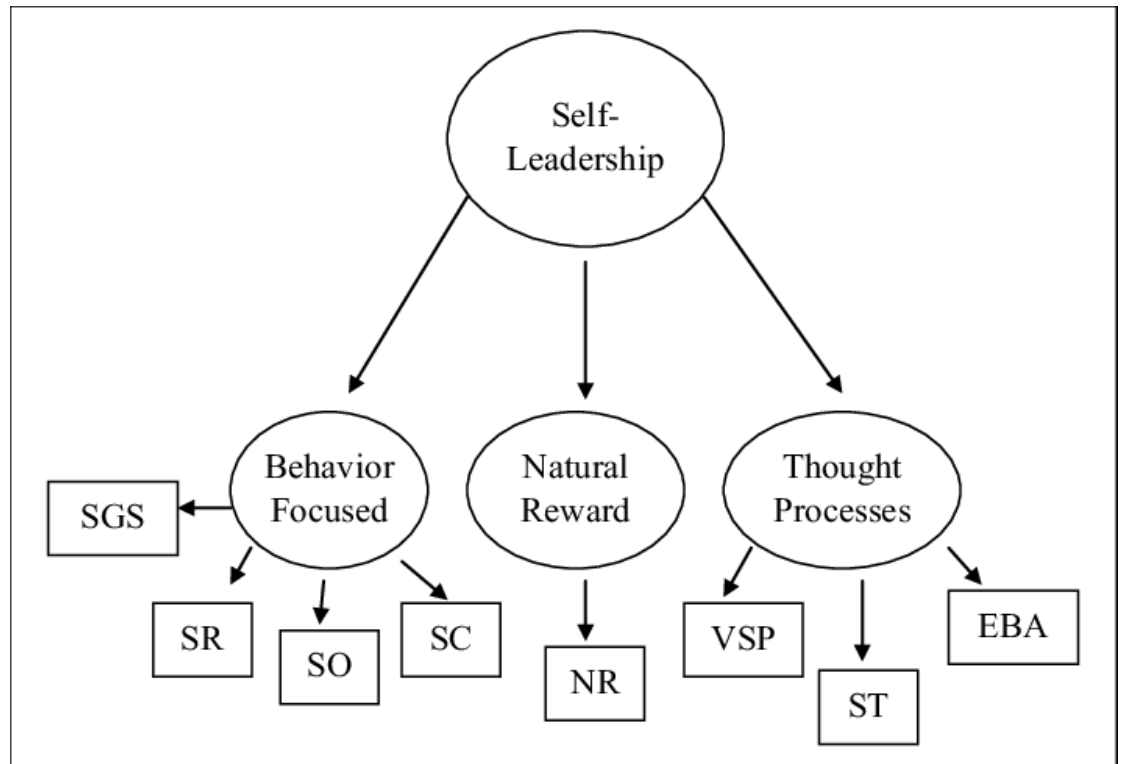 Self-
Leadership
Behavior
Focused
Natural
Reward
Thought
Processes
SGS
SR
SO
SC
NR
VSP
ST
EBA